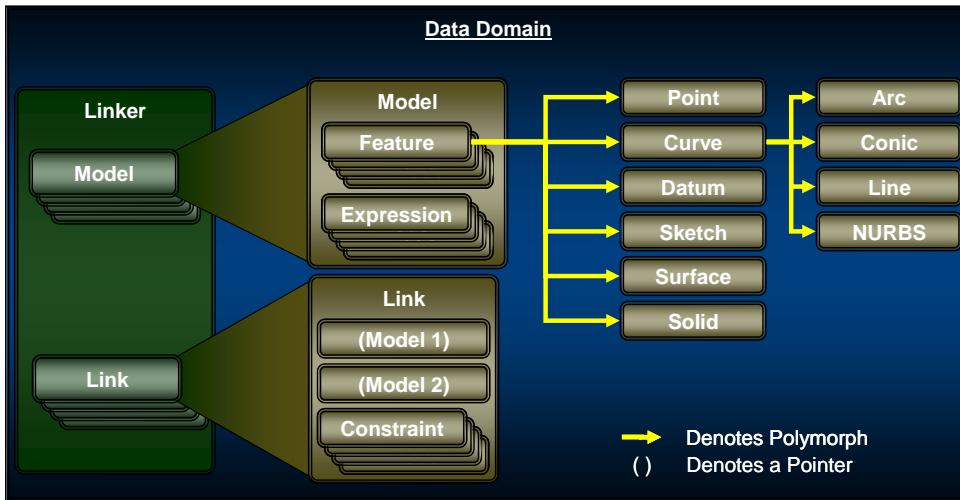 Data Domain
Linker
Model
Link
Model
Feature
Expression
Link
(Model 1)
(Model 2)
Constraint
Point
Curve
Datum
Sketch
Surface
Solid
Arc
Conic
Line
NURBS
Denotes Polymorph
( ) Denotes a Pointer